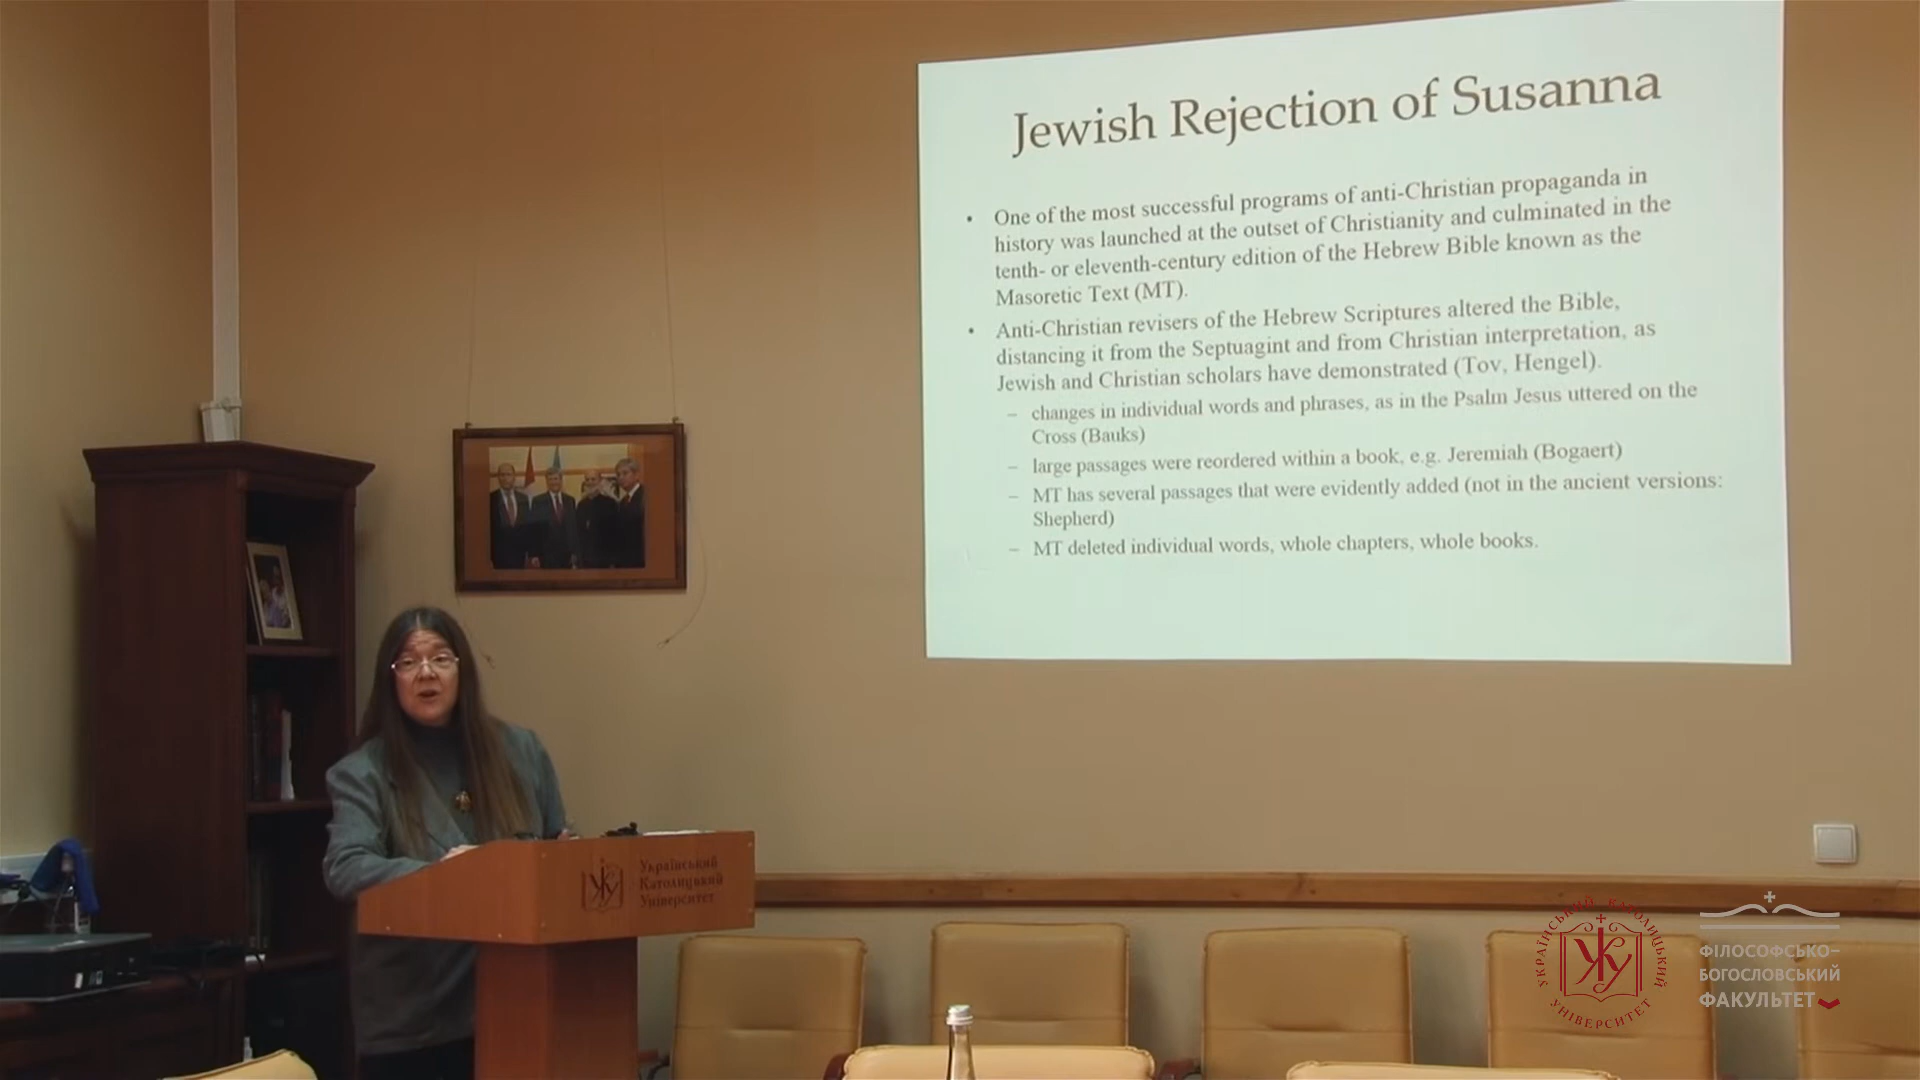 Jewish Rejection of Susanna
• One of the most successful programs of anti-Christian propaganda in
history was launched at the outset of Christianity and culminated in the
tenth- or eleventh-century edition of the Hebrew Bible known as the
Masoretic Text (MT).
• Anti-Christian revisers of the Hebrew Scriptures altered the Bible,
distancing it from the Septuagint and from Christian interpretation, as
Jewish and Christian scholars have demonstrated (Tov, Hengel).
– changes in individual words and phrases, as in the Psalm Jesus uttered on the
Cross (Bauks)
– large passages were reordered within a book, e.g. Jeremiah (Bogaert)
– MT has several passages that were evidently added (not in the ancient versions:
Shepherd)
– MT deleted individual words, whole chapters, whole books.
Український
Католицький
Університет
УКРАЇНСЬКИЙ КАТОЛИЦЬКИЙ
УНІВЕРСИТЕТ
ФІЛОСОФСЬКО-
БОГОСЛОВСЬКИЙ
ФАКУЛЬТЕТ